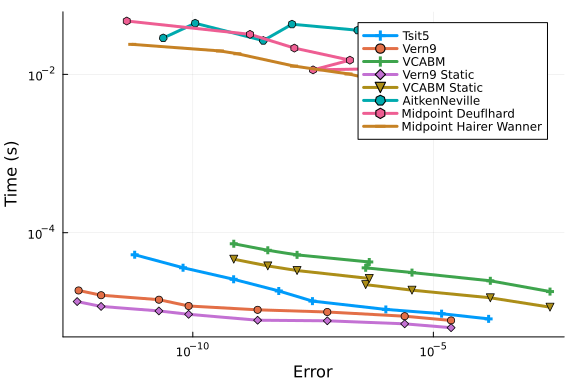 Tsit5
Vern9
VCABM
Vern9 Static
VCABM Static
AitkenNeville
Midpoint Deuflhard
Midpoint Hairer Wanner
Time (s)
10⁻²
10⁻⁴
10⁻¹⁰
10⁻⁵
Error